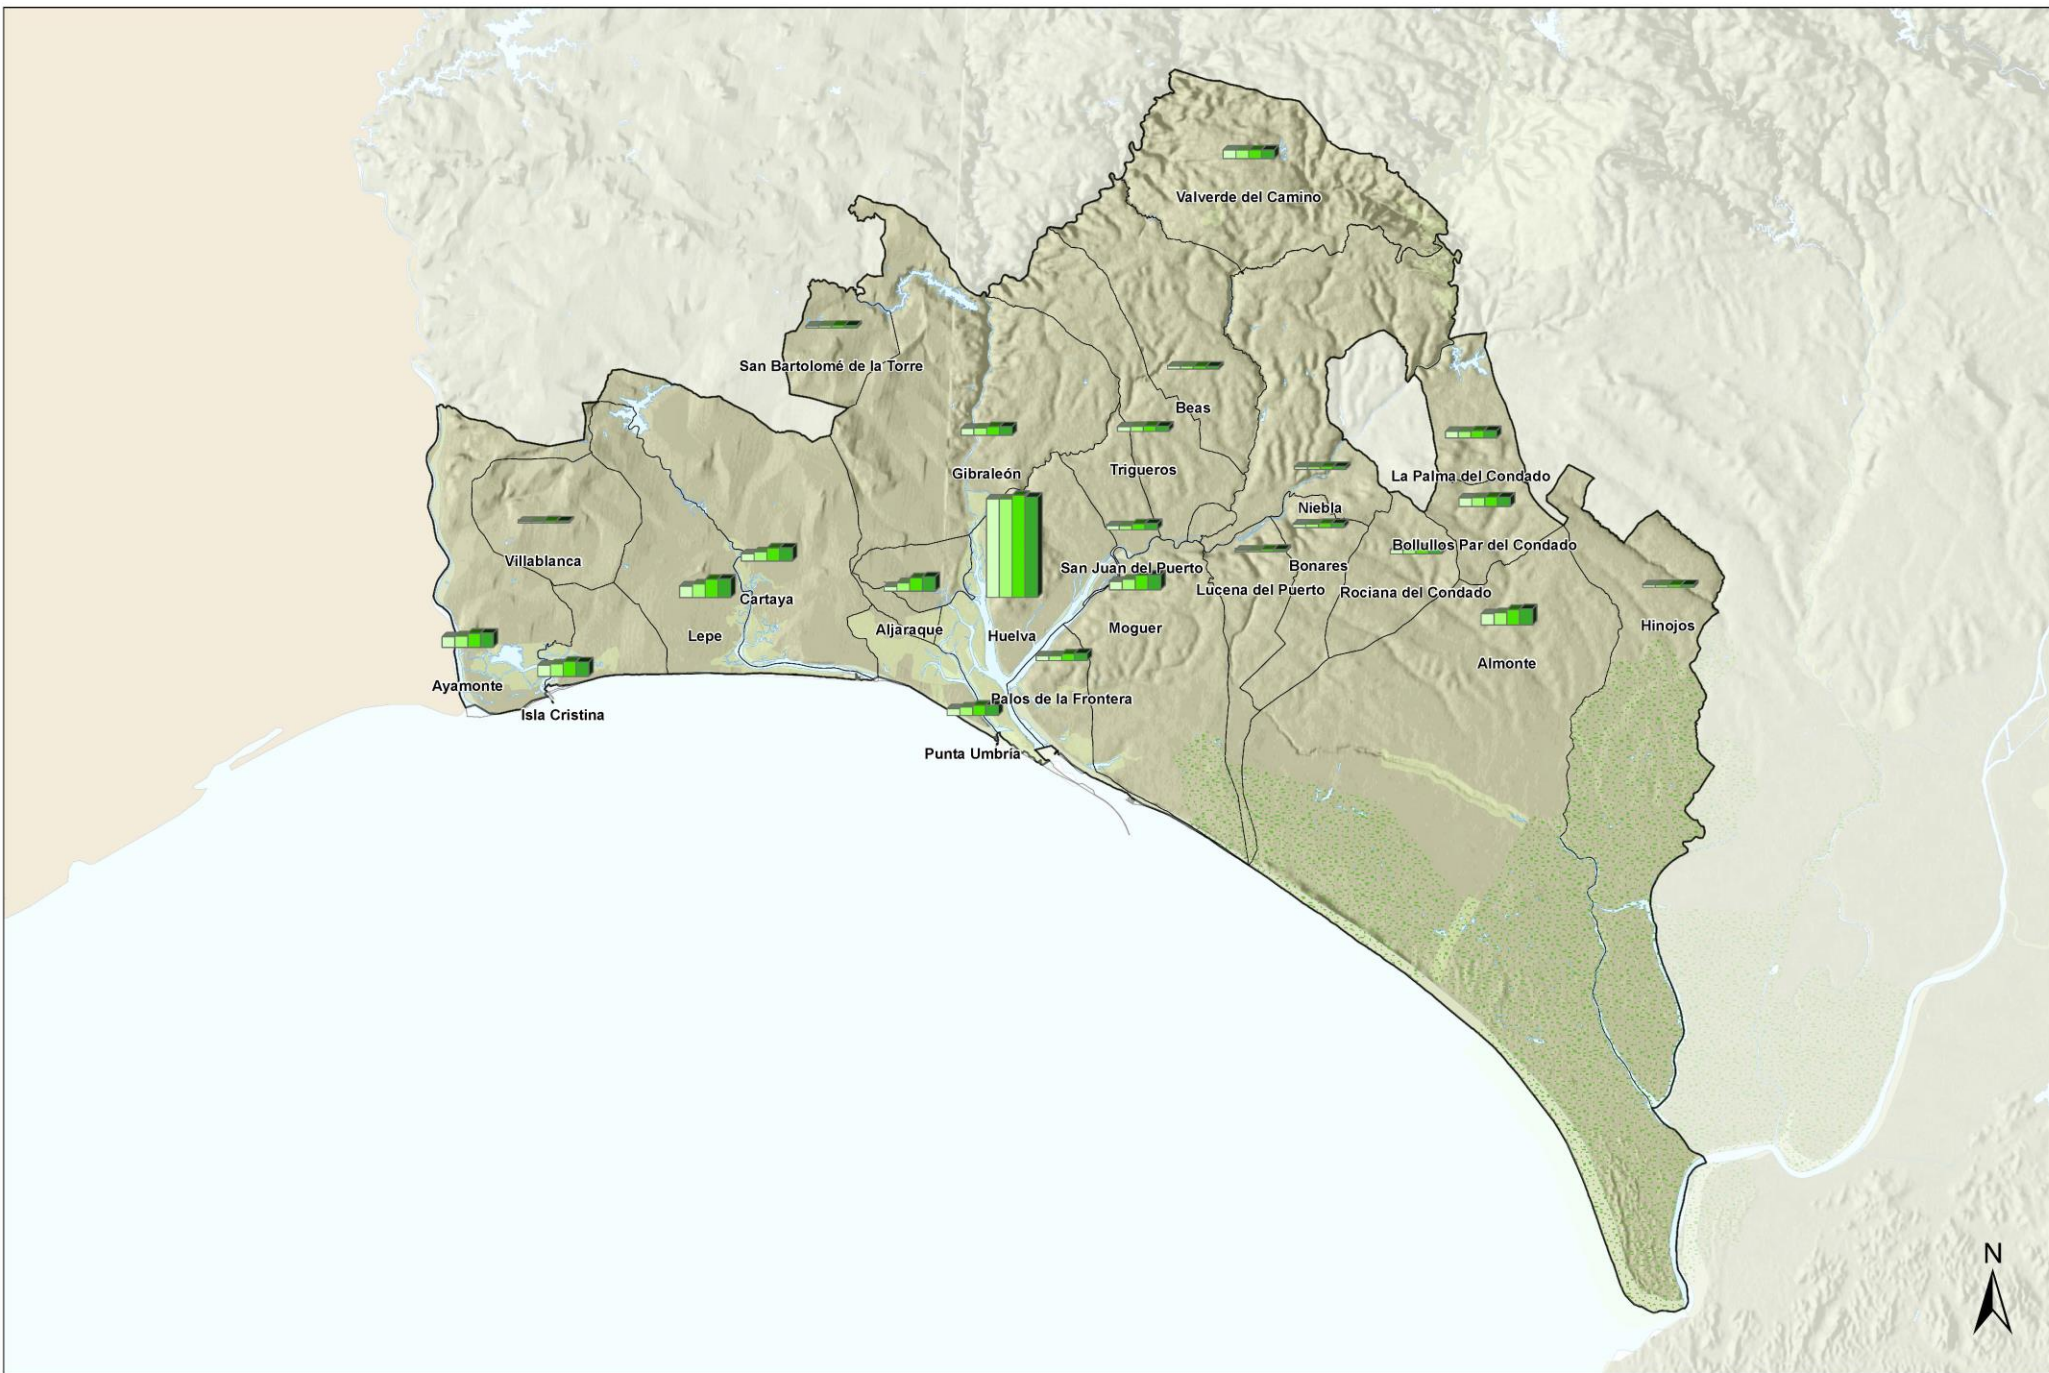 Valverde del Camino
San Bartolomé de la Torre
Beas
Gibraleón
Trigueros
La Palma del Condado
Niebla
Villablanca
Bollullos Par del Condado
San Juan del Puerto
Bonares
Lucena del Puerto
Rociana del Condado
Cartaya
Lepe
Aljaraque
Huelva
Moguer
Hinojos
Almonte
Ayamonte
Isla Cristina
Palos de la Frontera
Punta Umbría
N